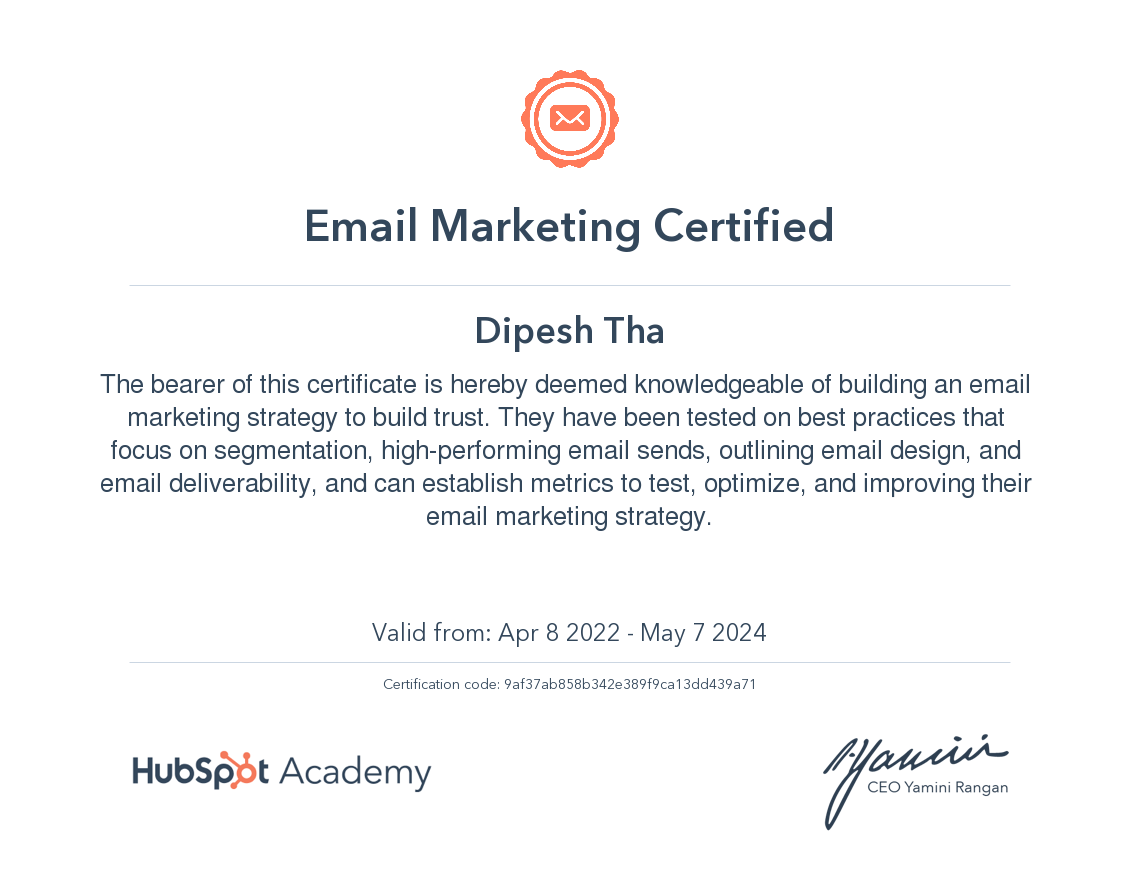 Email Marketing Certified
Dipesh Tha
The bearer of this certificate is hereby deemed knowledgeable of building an email
marketing strategy to build trust. They have been tested on best practices that
focus on segmentation, high-performing email sends, outlining email design, and
email deliverability, and can establish metrics to test, optimize, and improving their
email marketing strategy.
Valid from: Apr 8 2022 - May 7 2024
Certification code: 9af37ab858b342e389f9ca13dd439a71
HubSpot Academy
CEO Yamini Rangan